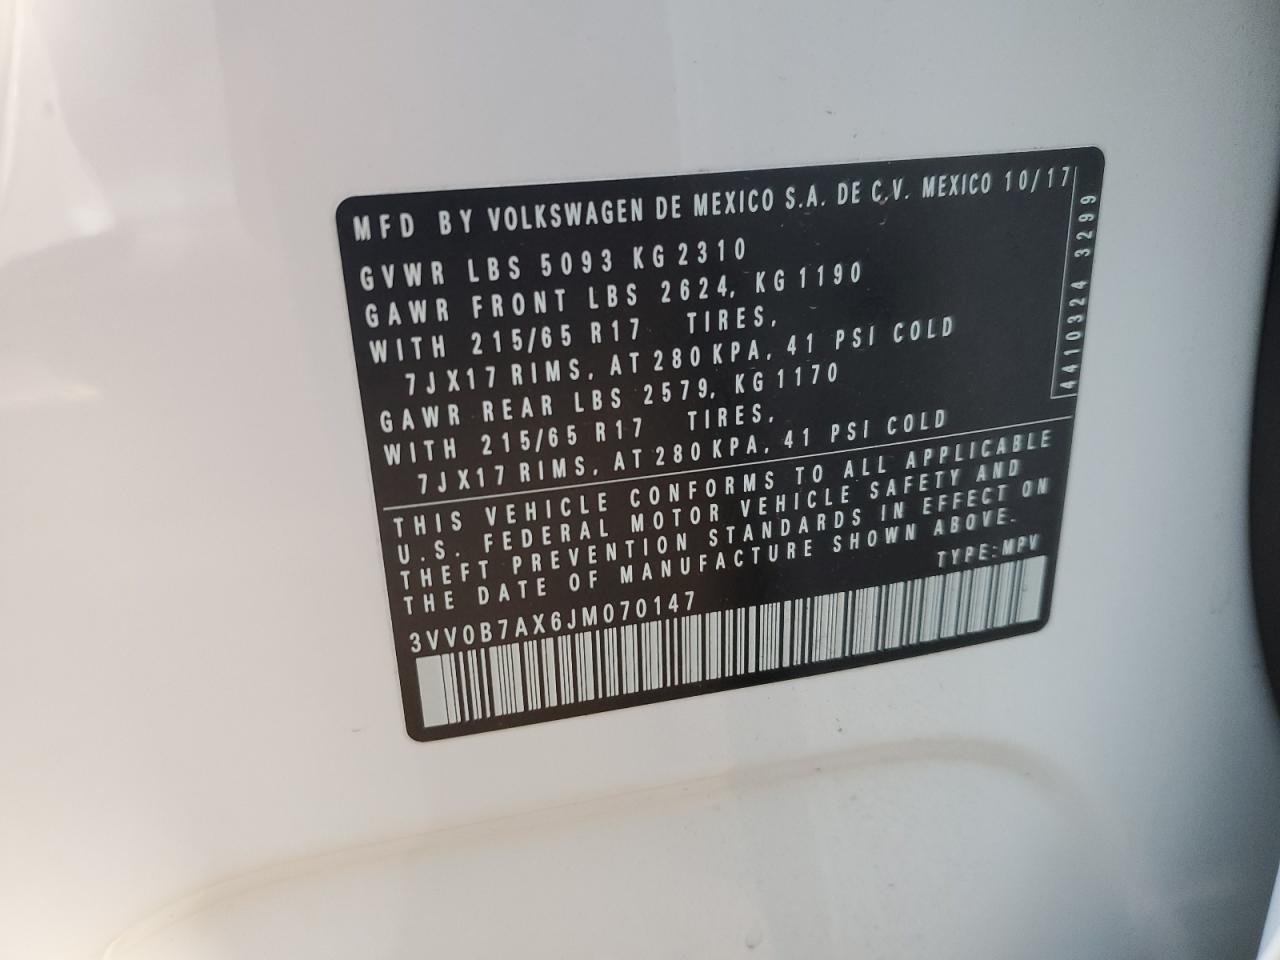 MFD BY VOLKSWAGEN DE MEXICO S.A. DE C.V. MEXICO 10/17
GVWR LBS 5093 KG 2310
GAWR FRONT LBS 2624, KG 1190
WITH 215/65 R17 TIRES,
7JX17 RIMS, AT 280 KPA, 41 PSI COLD
GAWR REAR LBS 2579, KG 1170
WITH 215/65 R17 TIRES,
7JX17 RIMS, AT 280 KPA, 41 PSI COLD
THIS VEHICLE CONFORMS TO ALL APPLICABLE
U.S. FEDERAL MOTOR VEHICLE SAFETY AND
THEFT PREVENTION STANDARDS IN EFFECT ON
THE DATE OF MANUFACTURE SHOWN ABOVE.
TYPE:MPV
3VV0B7AX6JM070147
4410324 3299